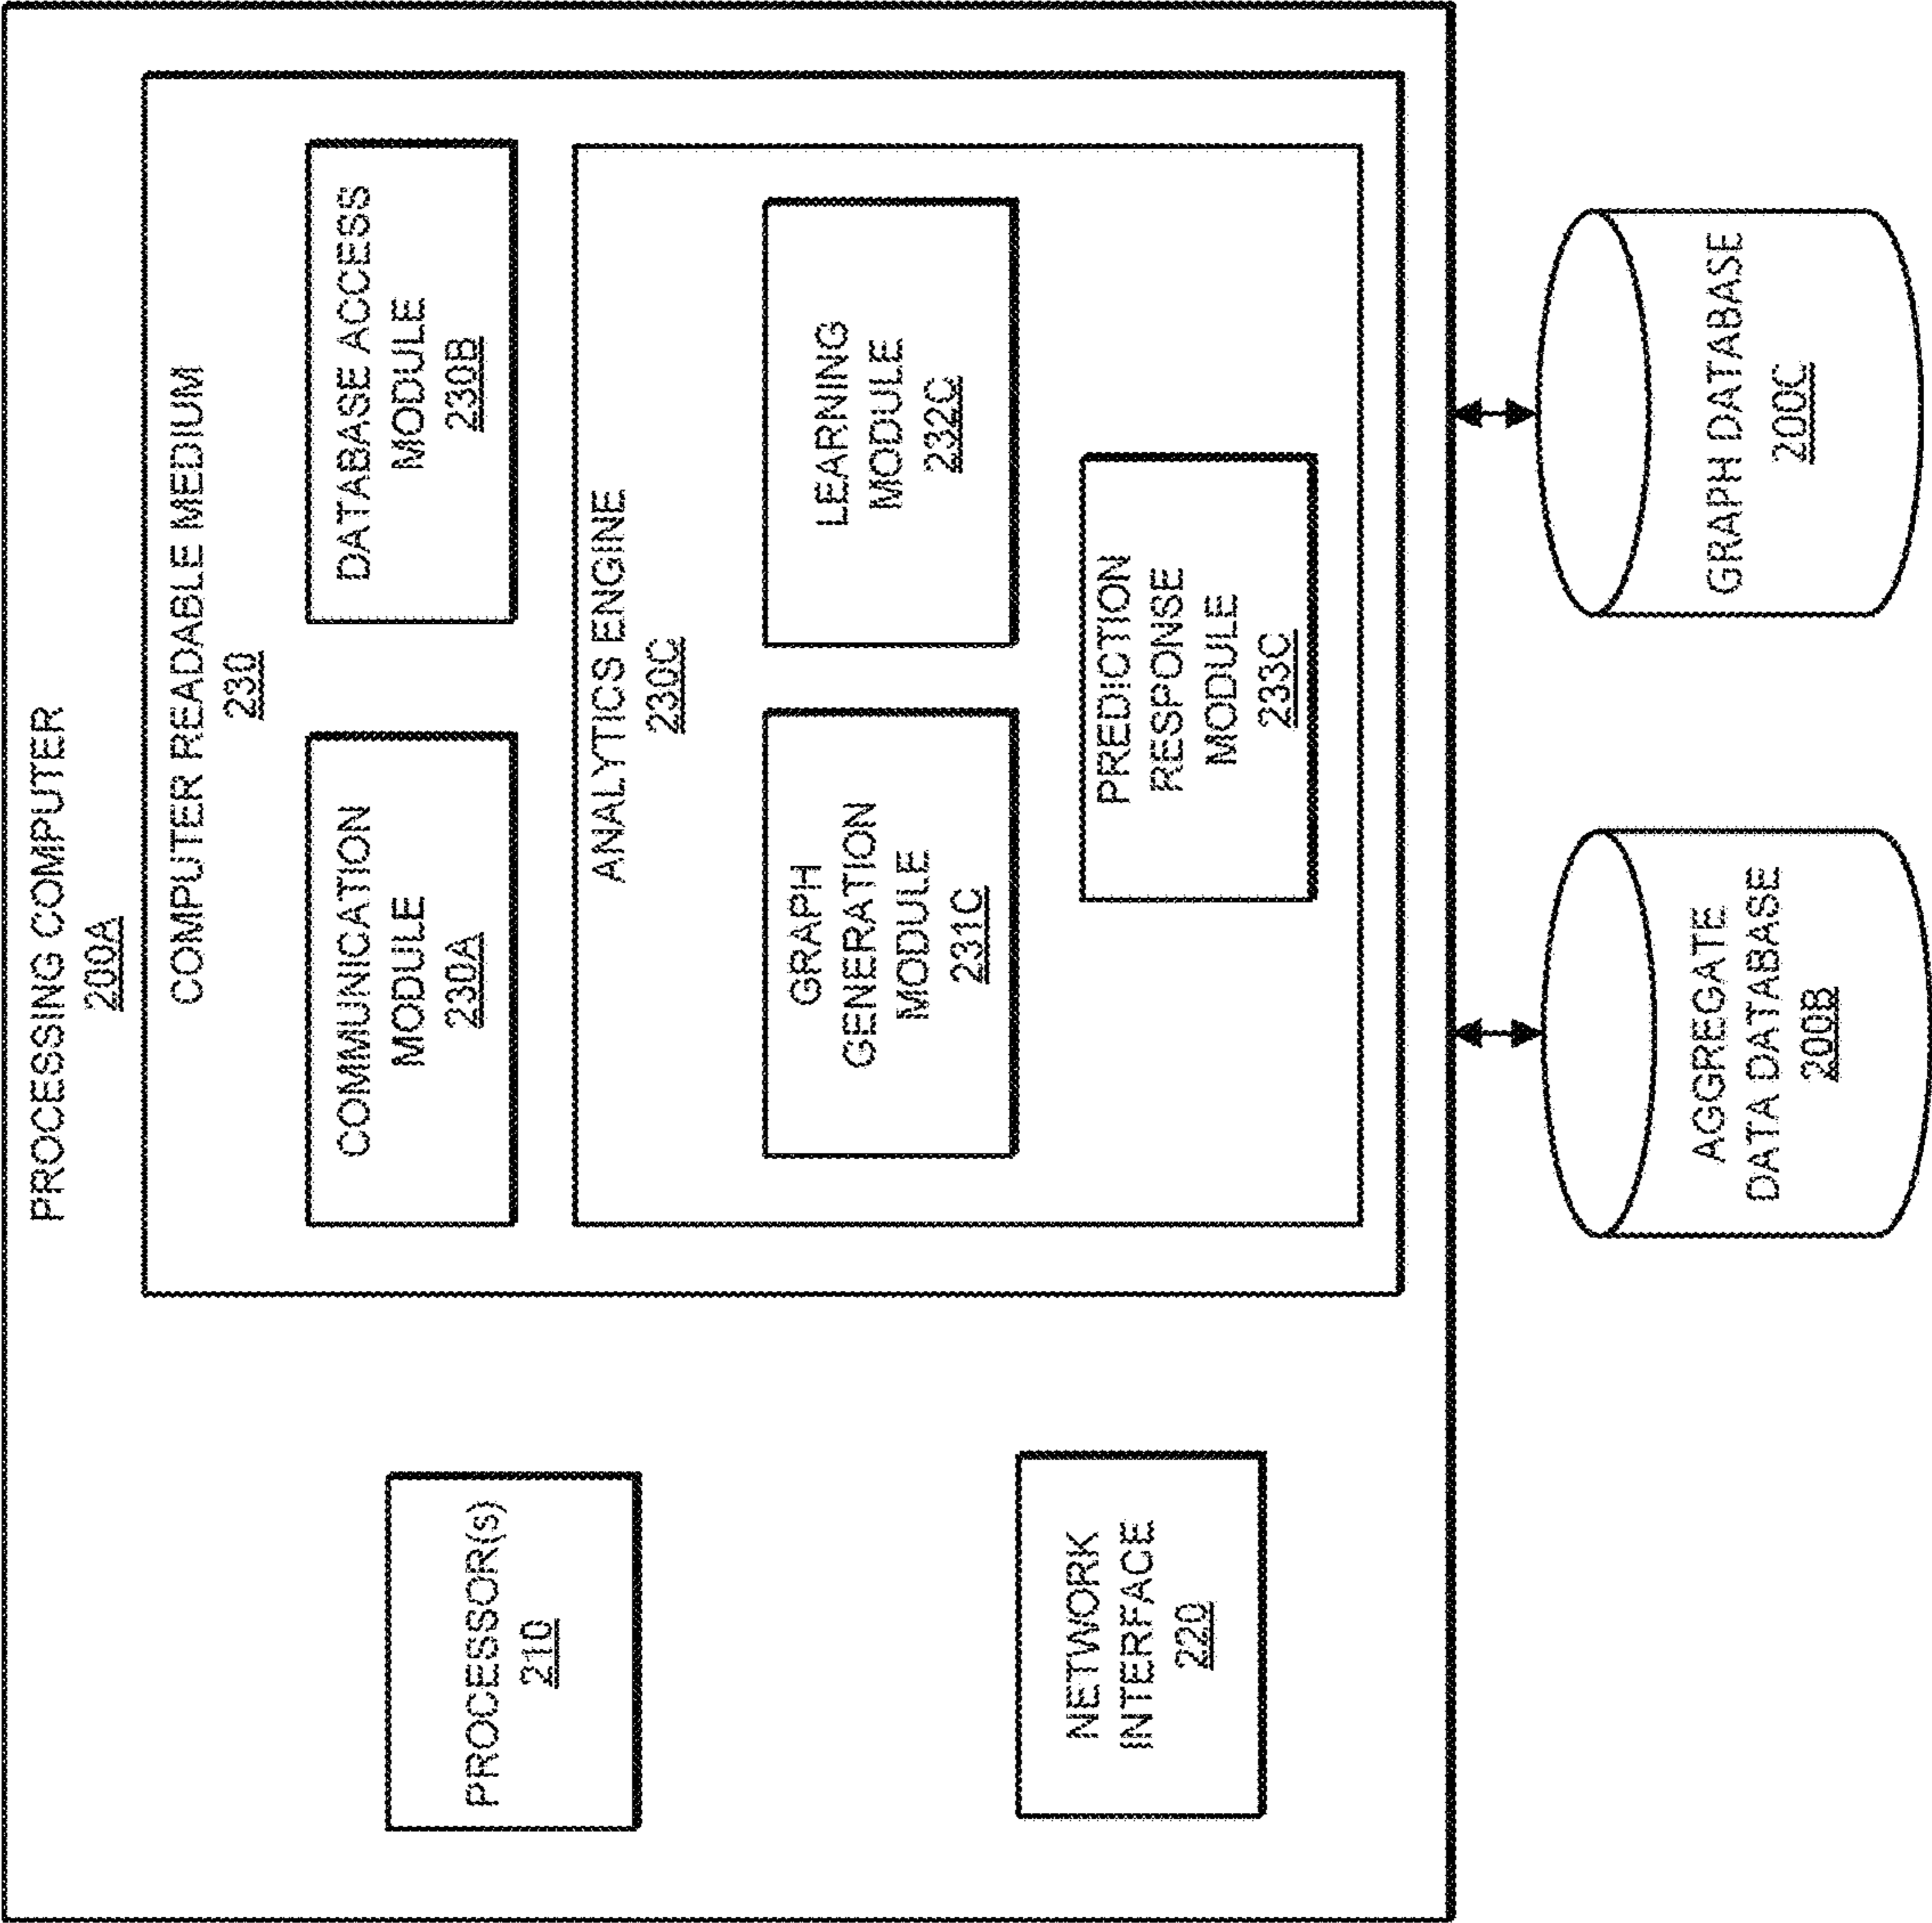 PROCESSING COMPUTER
200A
PROCESSOR(s)
210
NETWORK
INTERFACE
220
COMPUTER READABLE MEDIUM
230
COMMUNICATION
MODULE
230A
DATABASE ACCESS
MODULE
230B
ANALYTICS ENGINE
230C
GRAPH
GENERATION
MODULE
231C
LEARNING
MODULE
232C
PREDICTION
RESPONSE
MODULE
233C
AGGREGATE
DATA DATABASE
200B
GRAPH DATABASE
200C